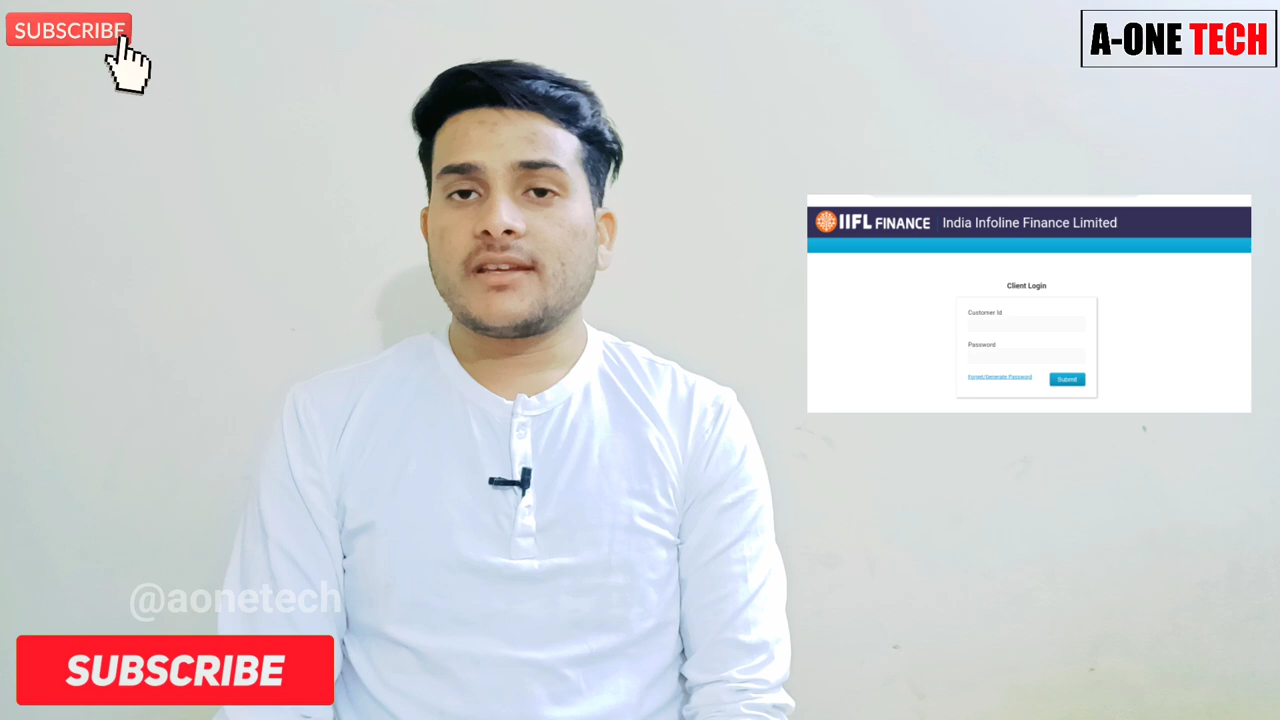 SUBSCRIBE
A-ONE TECH
IIFL FINANCE India Infoline Finance Limited
Client Login
Customer Id
Password
Forget/Generate Password
Submit
@aonetech
SUBSCRIBE